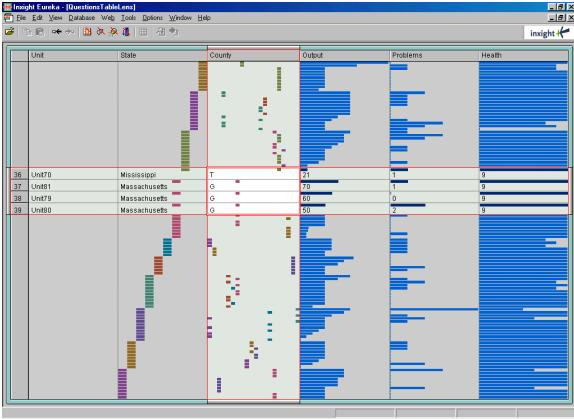 Inxight Eureka - [QuestionsTableLens]
File Edit View Database Web Tools Options Window Help
inxight
Unit State County Output Problems Health
36 Unit70 Mississippi T 21 1 9
37 Unit81 Massachusetts G 70 1 9
38 Unit79 Massachusetts G 60 0 9
39 Unit80 Massachusetts G 50 2 9